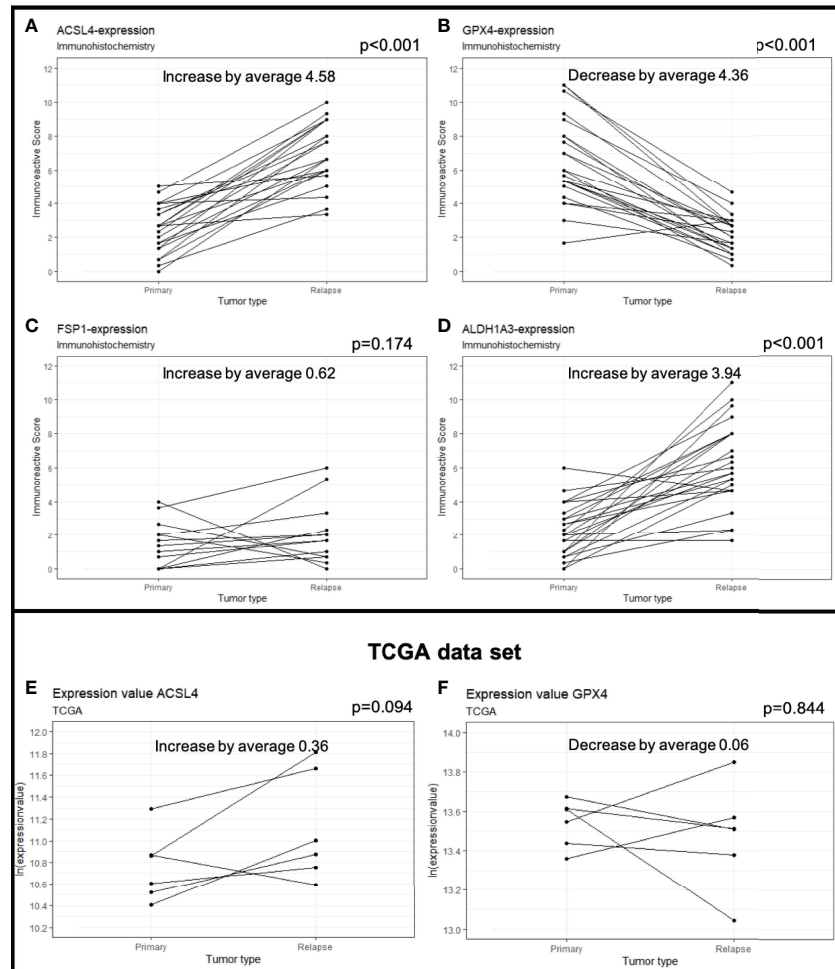 A
ACSL4-expression
Immunohistochemistry
p<0.001
Increase by average 4.58
12
10
8
6
4
2
0
Immunoreactive Score
Primary
Relapse
Tumor type
B
GPX4-expression
Immunohistochemistry
p<0.001
Decrease by average 4.36
12
10
8
6
4
2
0
Immunoreactive Score
Primary
Relapse
Tumor type
C
FSP1-expression
Immunohistochemistry
p=0.174
Increase by average 0.62
12
10
8
6
4
2
0
Immunoreactive Score
Primary
Relapse
Tumor type
D
ALDH1A3-expression
Immunohistochemistry
p<0.001
Increase by average 3.94
12
10
8
6
4
2
0
Immunoreactive Score
Primary
Relapse
Tumor type
TCGA data set
E
Expression value ACSL4
TCGA
p=0.094
Increase by average 0.36
12.0
11.8
11.6
11.4
11.2
11.0
10.8
10.6
10.4
10.2
ln(expressionvalue)
Primary
Relapse
Tumor type
F
Expression value GPX4
TCGA
p=0.844
Decrease by average 0.06
14.0
13.8
13.6
13.4
13.2
13.0
ln(expressionvalue)
Primary
Relapse
Tumor type